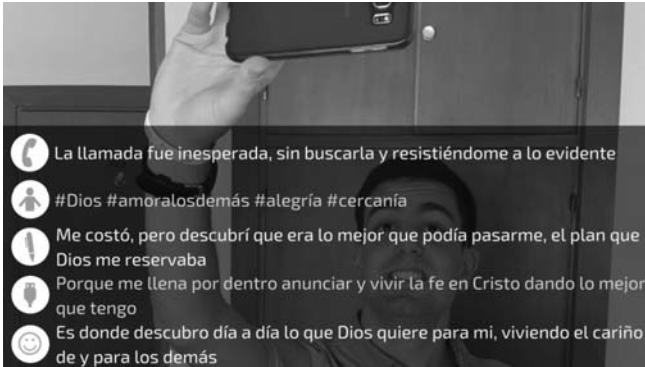 La llamada fue inesperada, sin buscarla y resistiéndome a lo evidente
#Dios #amoralosdemás #alegría #cercanía
Me costó, pero descubrí que era lo mejor que podía pasarme, el plan que
Dios me reservaba
Porque me llena por dentro anunciar y vivir la fe en Cristo dando lo mejor
que tengo
Es donde descubro día a día lo que Dios quiere para mi, viviendo el cariño
de y para los demás